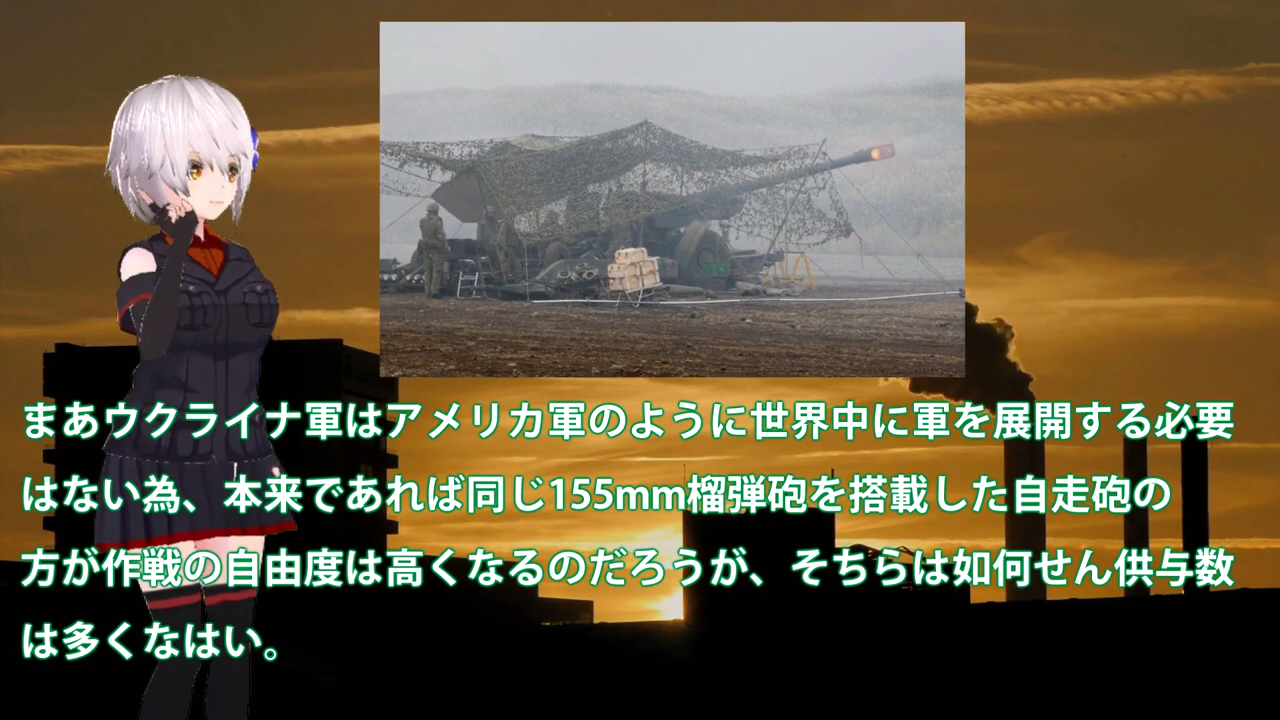 まあウクライナ軍はアメリカ軍のように世界中に軍を展開する必要
はない為、本来であれば同じ155mm榴弾砲を搭載した自走砲の
方が作戦の自由度は高くなるのだろうが、そちらは如何せん供与数
は多くなはい。